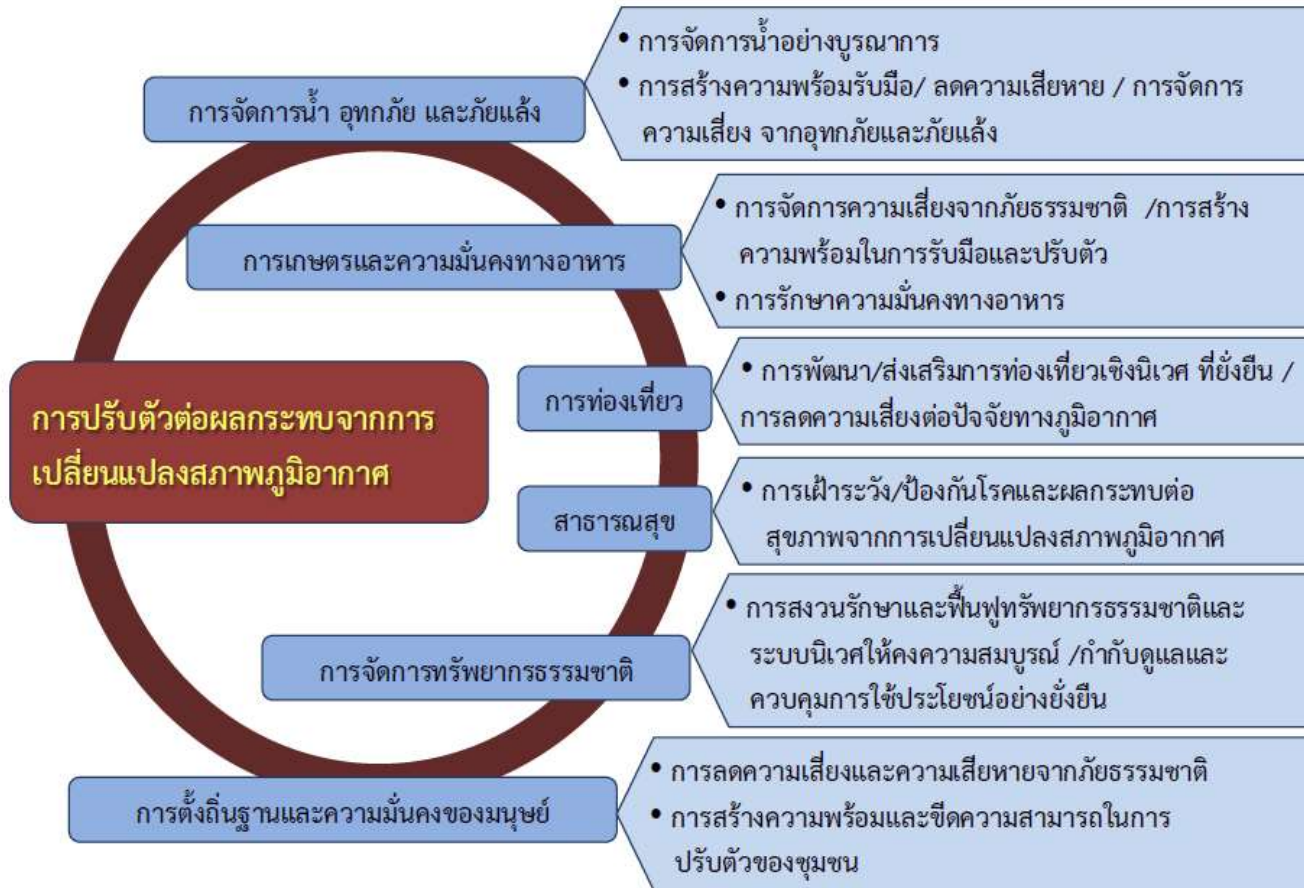 การจัดการน้ำ อุทกภัย และภัยแล้ง
• การจัดการน้ำอย่างบูรณาการ
• การสร้างความพร้อมรับมือ/ ลดความเสียหาย / การจัดการ
ความเสี่ยง จากอุทกภัยและภัยแล้ง
การเกษตรและความมั่นคงทางอาหาร
• การจัดการความเสี่ยงจากภัยธรรมชาติ /การสร้าง
ความพร้อมในการรับมือและปรับตัว
• การรักษาความมั่นคงทางอาหาร
การปรับตัวต่อผลกระทบจากการ
เปลี่ยนแปลงสภาพภูมิอากาศ
การท่องเที่ยว
• การพัฒนา/ส่งเสริมการท่องเที่ยวเชิงนิเวศ ที่ยั่งยืน /
การลดความเสี่ยงต่อปัจจัยทางภูมิอากาศ
สาธารณสุข
• การเฝ้าระวัง/ป้องกันโรคและผลกระทบต่อ
สุขภาพจากการเปลี่ยนแปลงสภาพภูมิอากาศ
การจัดการทรัพยากรธรรมชาติ
• การสงวนรักษาและฟื้นฟูทรัพยากรธรรมชาติและ
ระบบนิเวศให้คงความสมบูรณ์ /กำกับดูแลและ
ควบคุมการใช้ประโยชน์อย่างยั่งยืน
การตั้งถิ่นฐานและความมั่นคงของมนุษย์
• การลดความเสี่ยงและความเสียหายจากภัยธรรมชาติ
• การสร้างความพร้อมและขีดความสามารถในการ
ปรับตัวของชุมชน